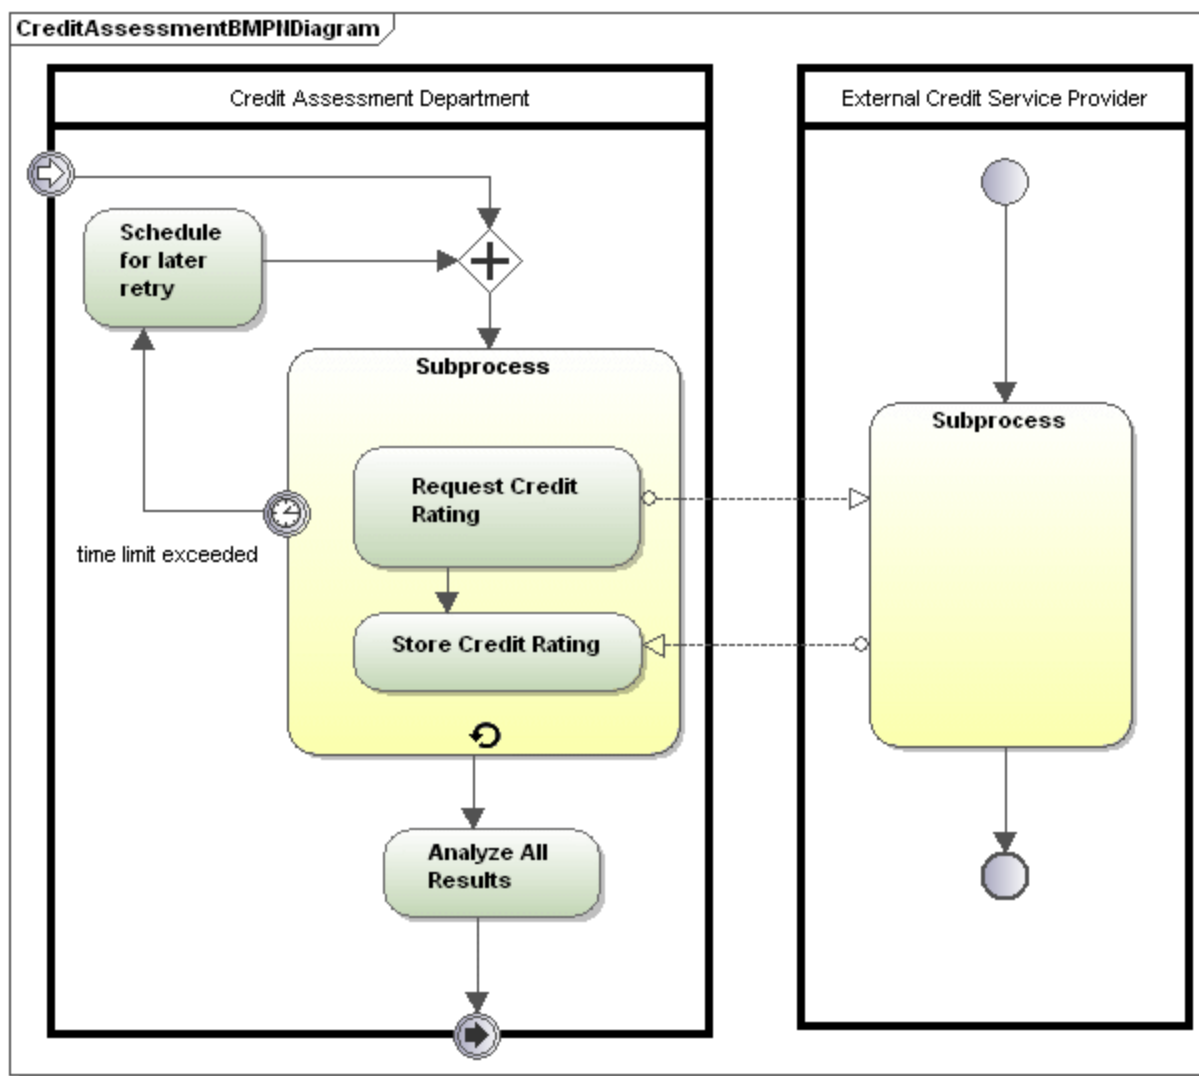 CreditAssessmentBMPNDiagram
Credit Assessment Department
External Credit Service Provider
Schedule
for later
retry
Subprocess
Subprocess
Request Credit
Rating
time limit exceeded
Store Credit Rating
Analyze All
Results